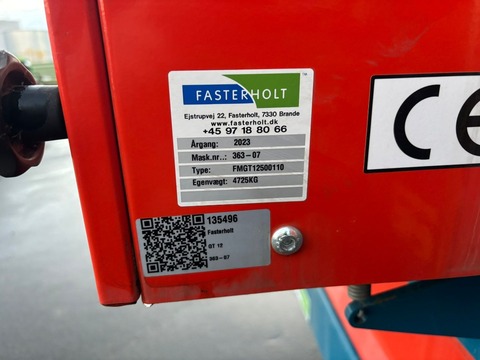 FASTERHOLT
Ejstrupvej 22, Fasterholt, 7330 Brande
www.fasterholt.dk
+45 97 18 80 66
Årgang: 2023
Mask.nr..: 363-07
Type: FMGT12500110
Egenvægt: 4725KG
CE
135496
Fasterholt
GT 12
363-07